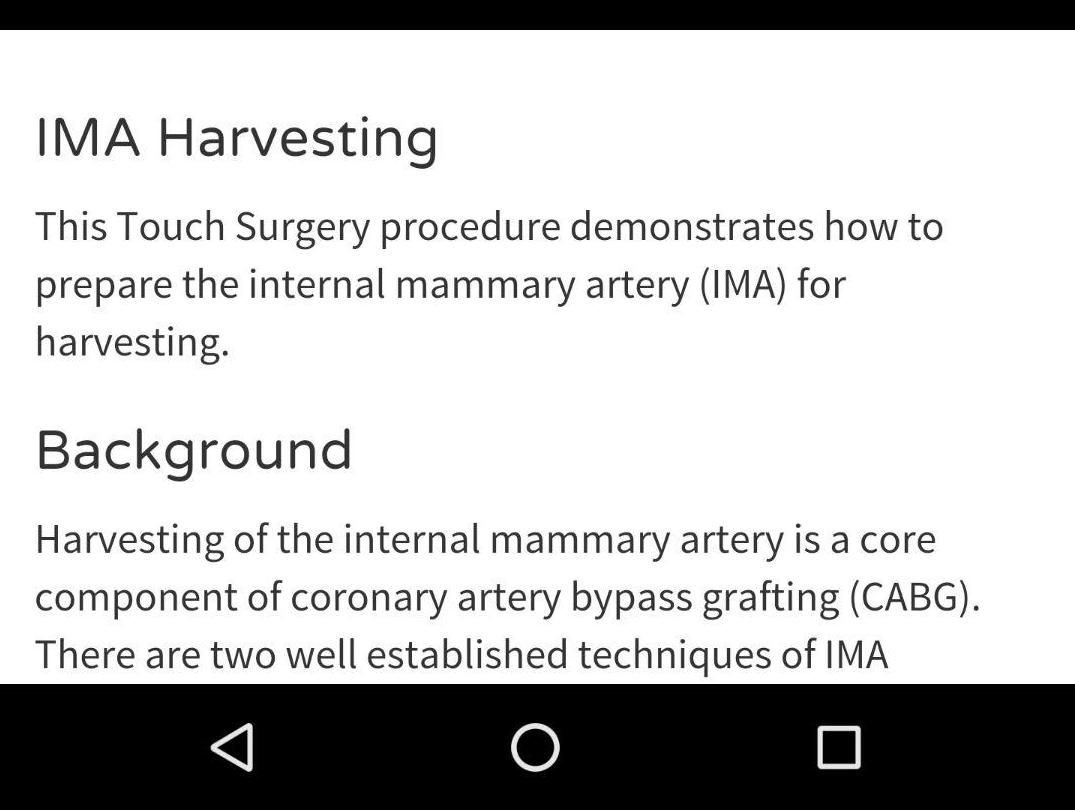 IMA Harvesting
This Touch Surgery procedure demonstrates how to
prepare the internal mammary artery (IMA) for
harvesting.
Background
Harvesting of the internal mammary artery is a core
component of coronary artery bypass grafting (CABG).
There are two well established techniques of IMA